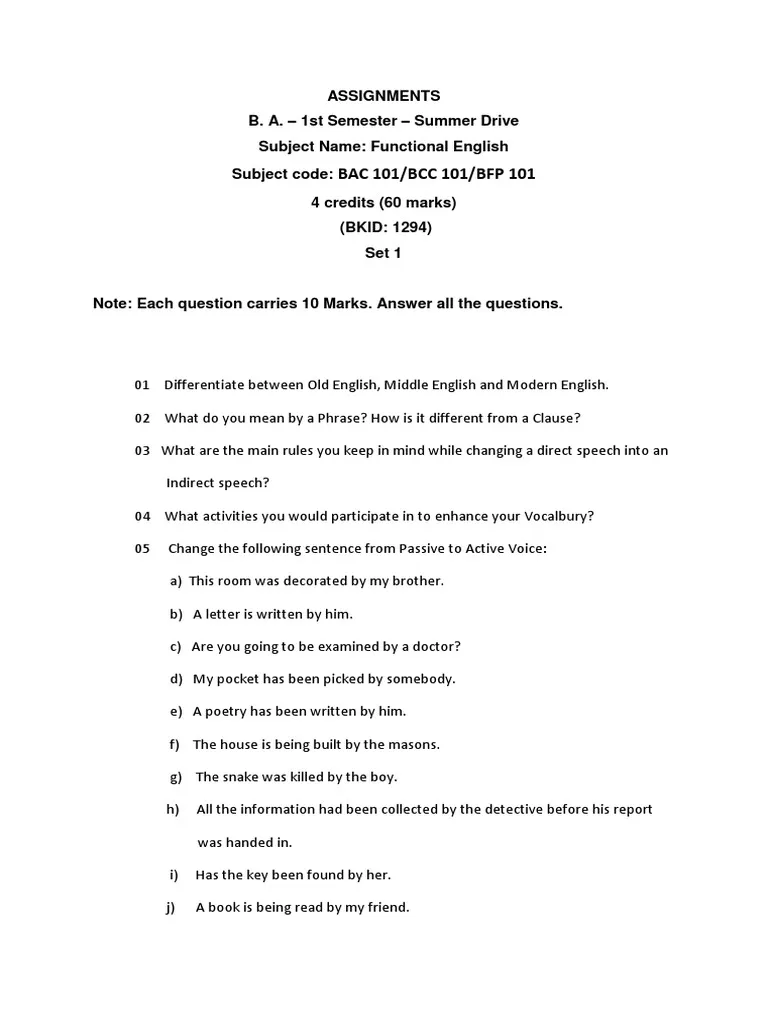 ASSIGNMENTS
B. A. – 1st Semester – Summer Drive
Subject Name: Functional English
Subject code: BAC 101/BCC 101/BFP 101
4 credits (60 marks)
(BKID: 1294)
Set 1
Note: Each question carries 10 Marks. Answer all the questions.
01 Differentiate between Old English, Middle English and Modern English.
02 What do you mean by a Phrase? How is it different from a Clause?
03 What are the main rules you keep in mind while changing a direct speech into an
Indirect speech?
04 What activities you would participate in to enhance your Vocalbury?
05 Change the following sentence from Passive to Active Voice:
a) This room was decorated by my brother.
b) A letter is written by him.
c) Are you going to be examined by a doctor?
d) My pocket has been picked by somebody.
e) A poetry has been written by him.
f) The house is being built by the masons.
g) The snake was killed by the boy.
h) All the information had been collected by the detective before his report
was handed in.
i) Has the key been found by her.
j) A book is being read by my friend.